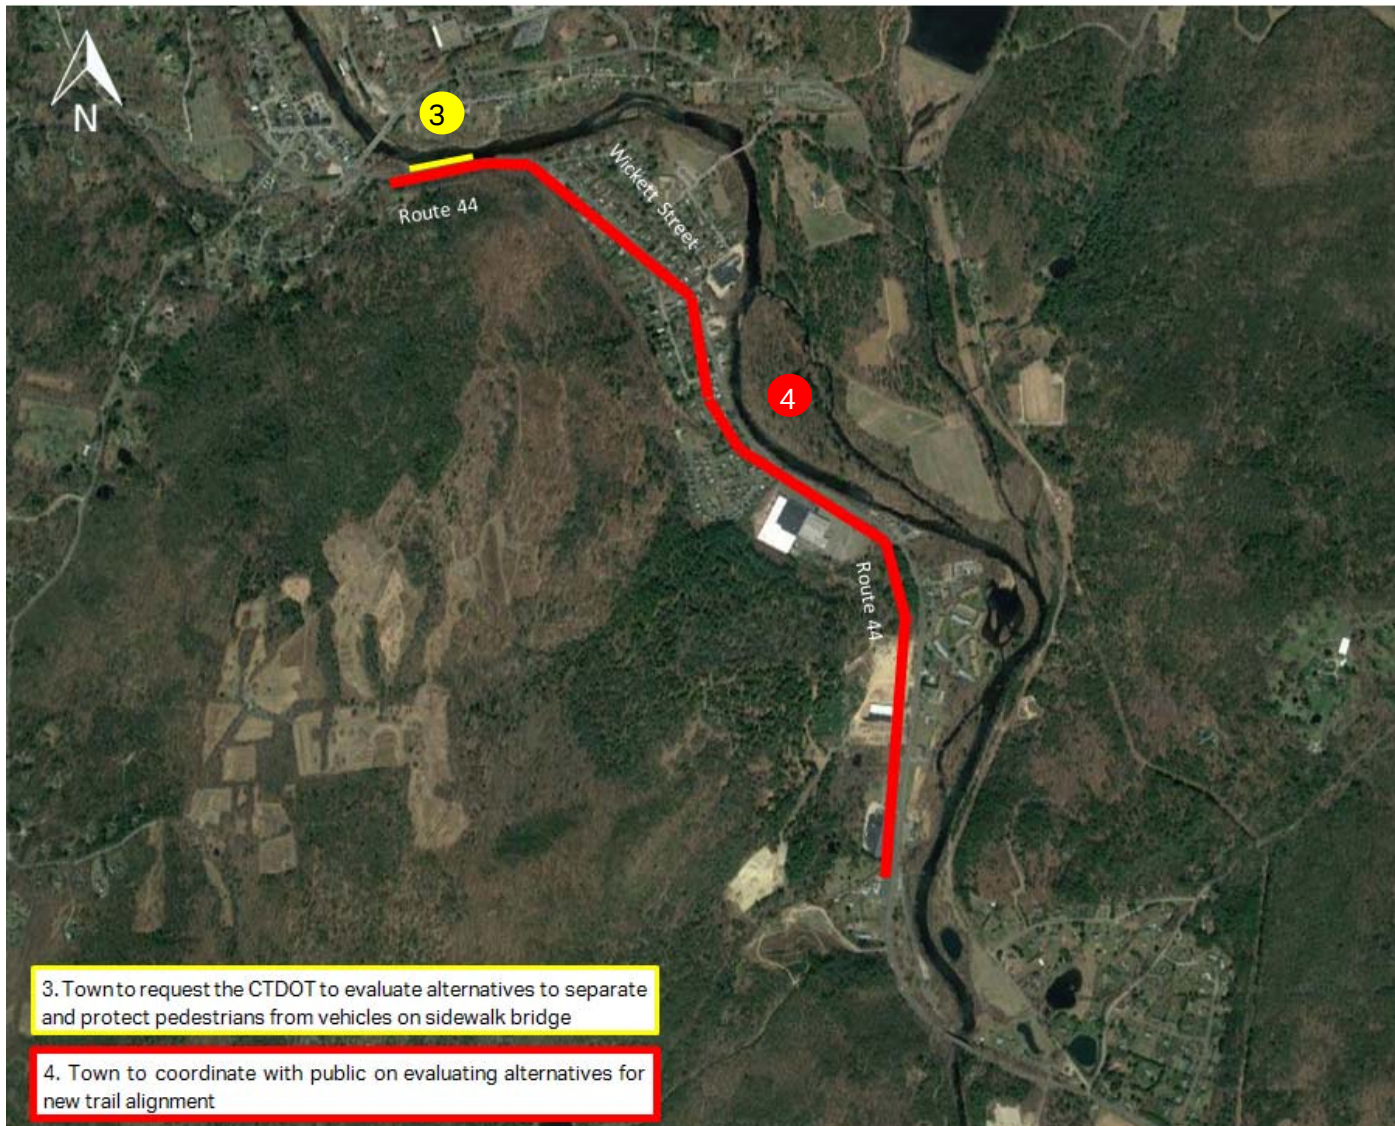 N
3
Route 44
Wickett Street
4
Route 44
3. Town to request the CTDOT to evaluate alternatives to separate
and protect pedestrians from vehicles on sidewalk bridge
4. Town to coordinate with public on evaluating alternatives for
new trail alignment